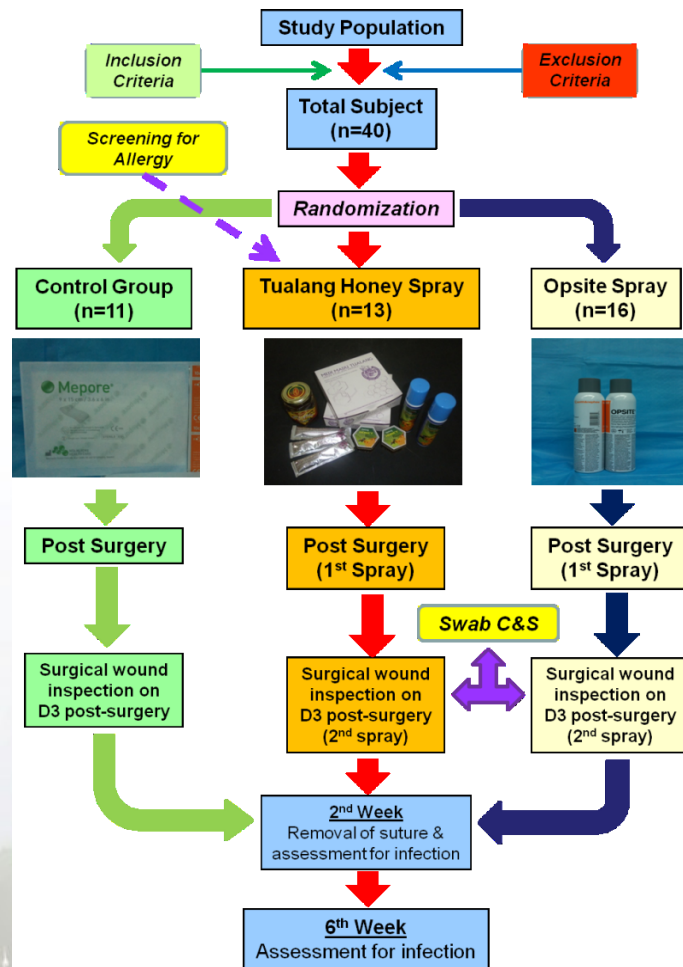 Study Population
Inclusion
Criteria
Exclusion
Criteria
Total Subject
(n=40)
Screening for
Allergy
Randomization
Control Group
(n=11)
Tualang Honey Spray
(n=13)
Opsite Spray
(n=16)
Mepore
OPSITE
Post Surgery
Post Surgery
(1st Spray)
Post Surgery
(1st Spray)
Swab C&S
Surgical wound
inspection on
D3 post-surgery
Surgical wound
inspection on
D3 post-surgery
(2nd spray)
Surgical wound
inspection on
D3 post-surgery
(2nd spray)
2nd Week
Removal of suture &
assessment for infection
6th Week
Assessment for infection